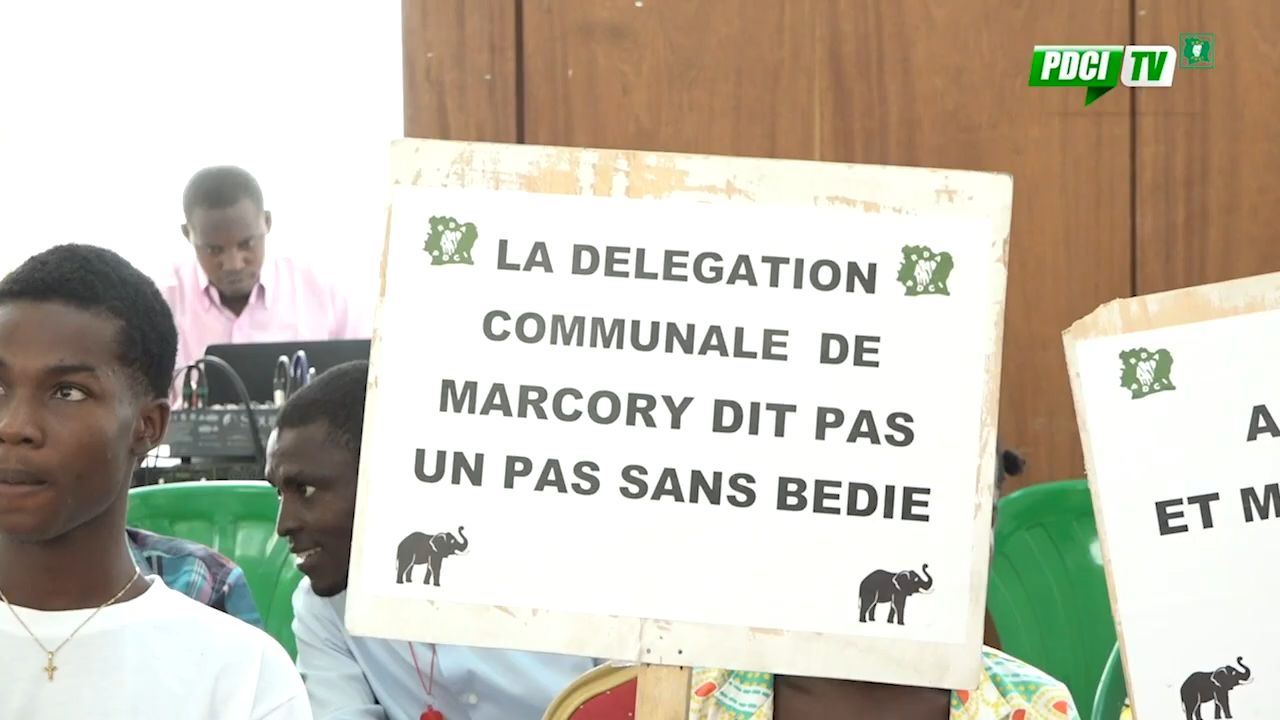 PDCI TV
LA DELEGATION
COMMUNALE DE
MARCORY DIT PAS
UN PAS SANS BEDIE
ET M